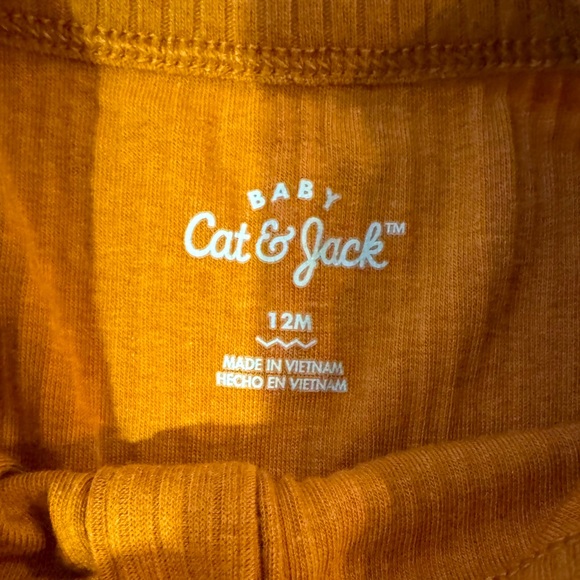 BABY
Cat & Jack™
12M
MADE IN VIETNAM
HECHO EN VIETNAM